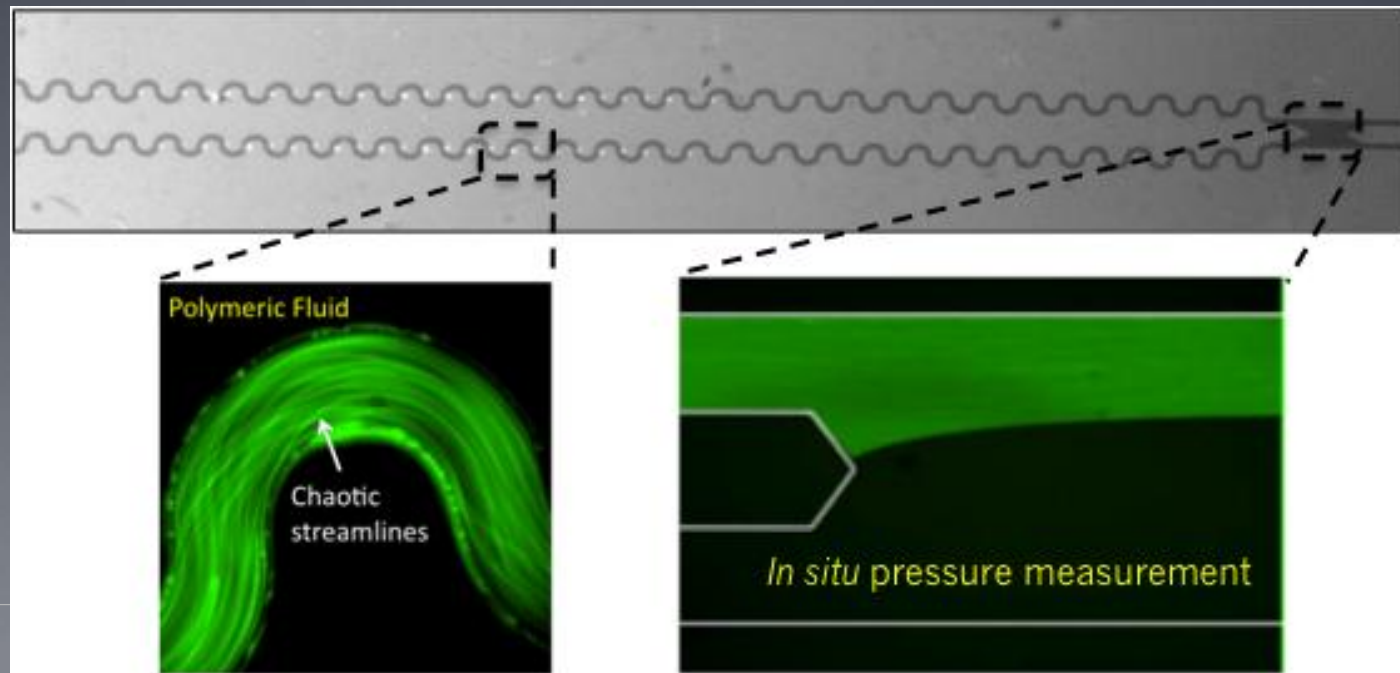 Polymeric Fluid
Chaotic
streamlines
In situ pressure measurement